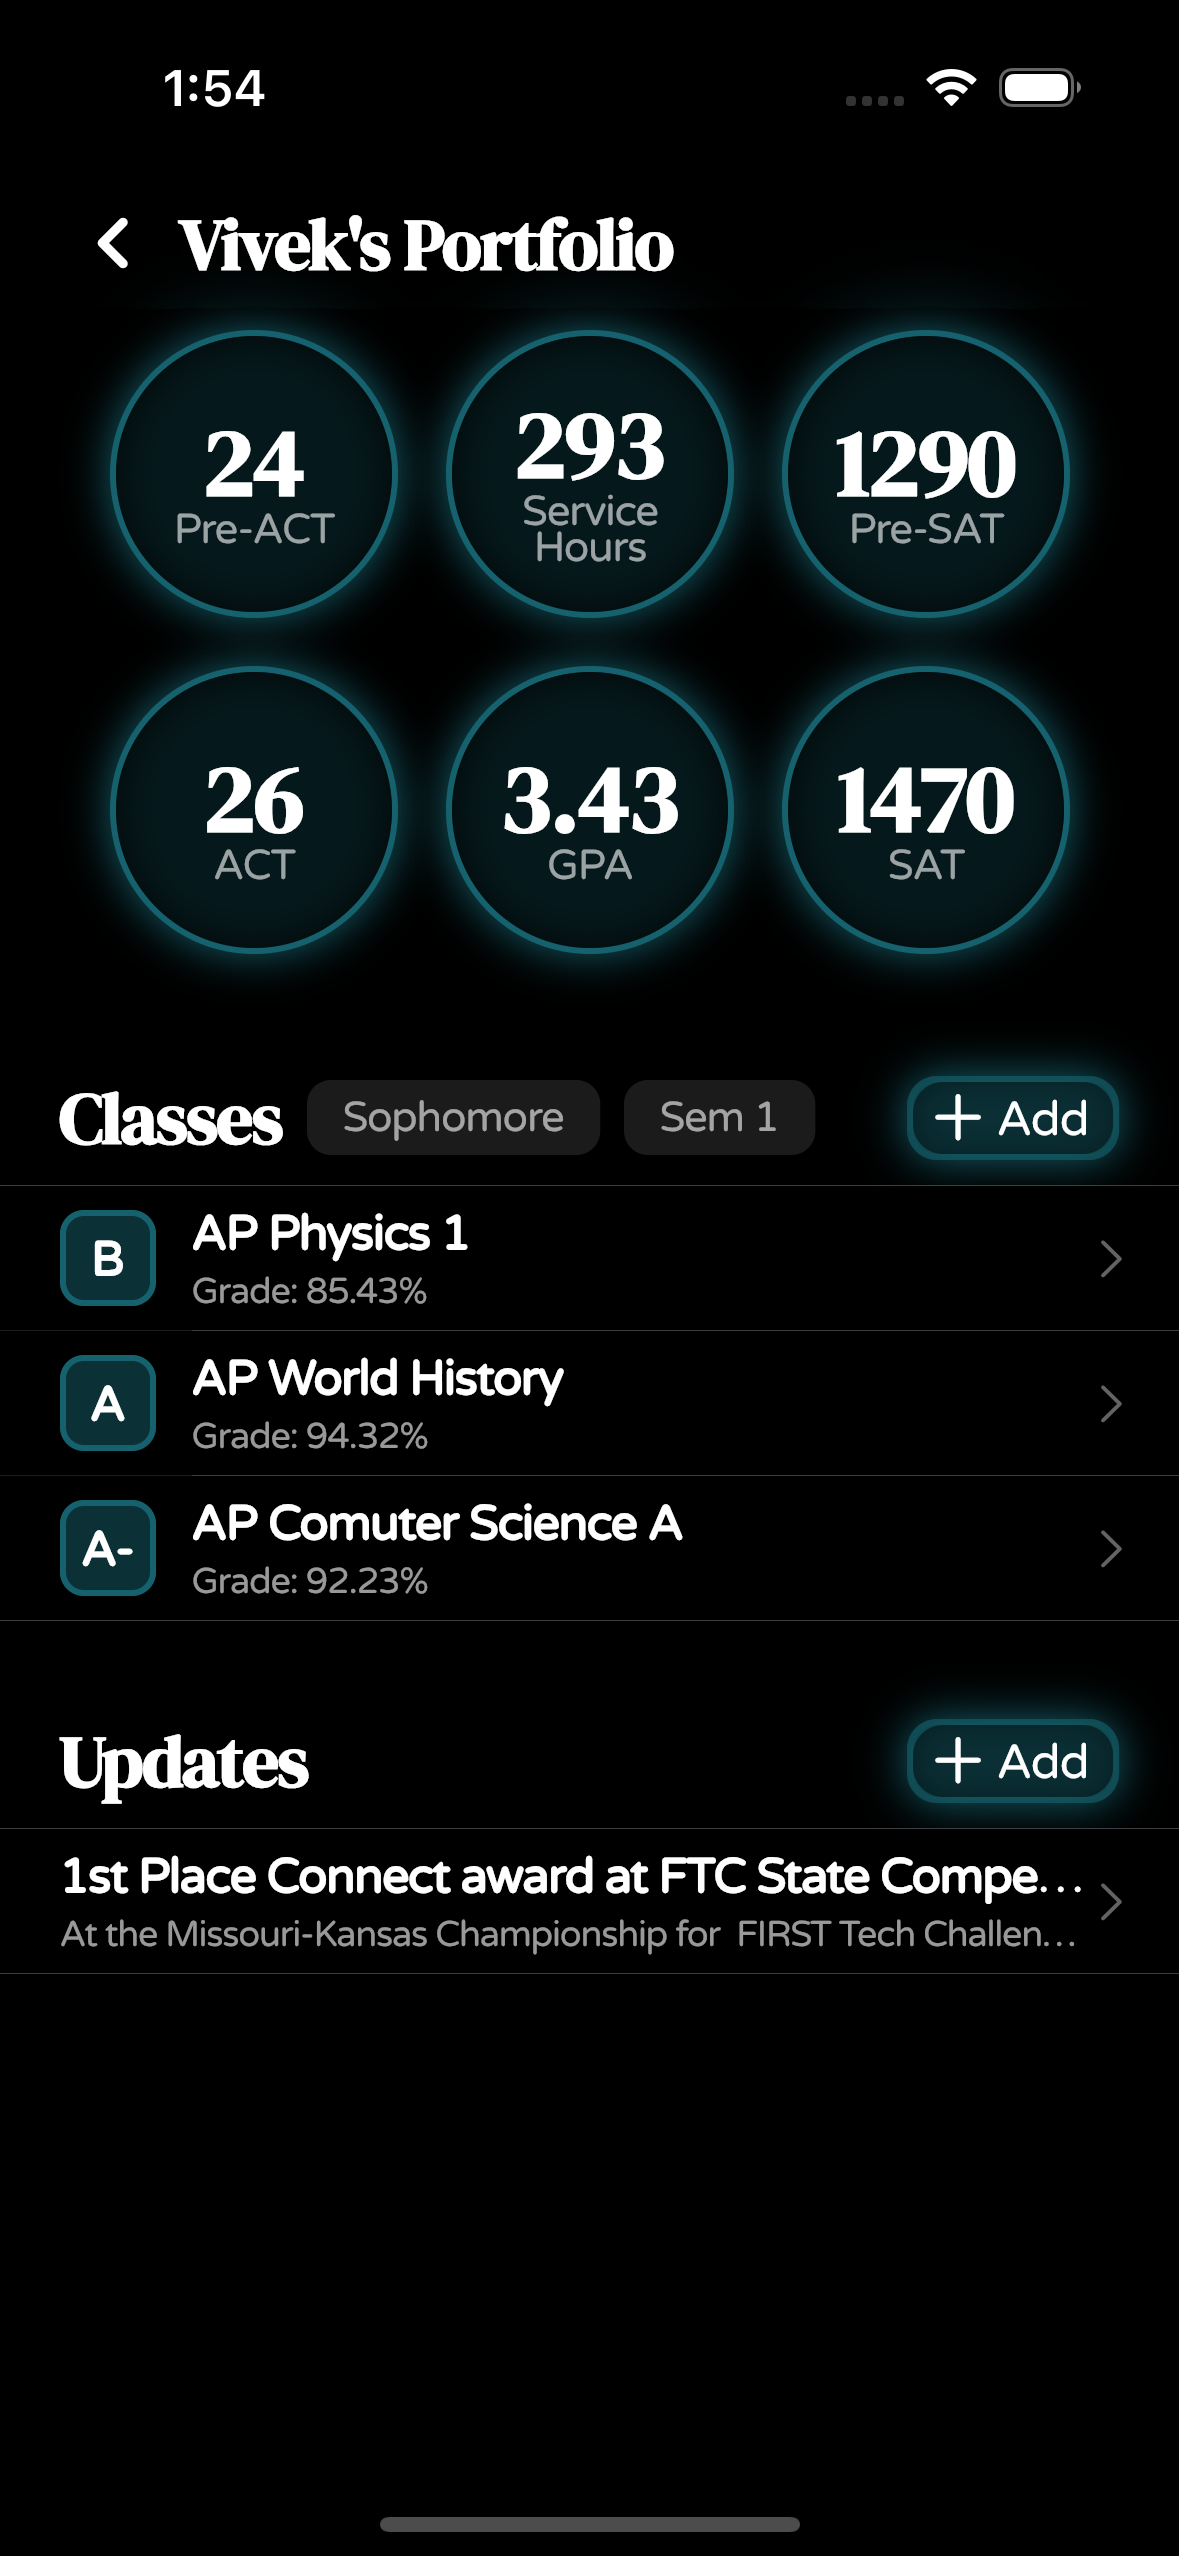 1:54
Vivek's Portfolio
24
Pre-ACT
293
Service
Hours
1290
Pre-SAT
26
ACT
3.43
GPA
1470
SAT
Classes
Sophomore
Sem 1
+ Add
B
AP Physics 1
Grade: 85.43%
A
AP World History
Grade: 94.32%
A-
AP Comuter Science A
Grade: 92.23%
Updates
+ Add
1st Place Connect award at FTC State Compe...
At the Missouri-Kansas Championship for  FIRST Tech Challen...